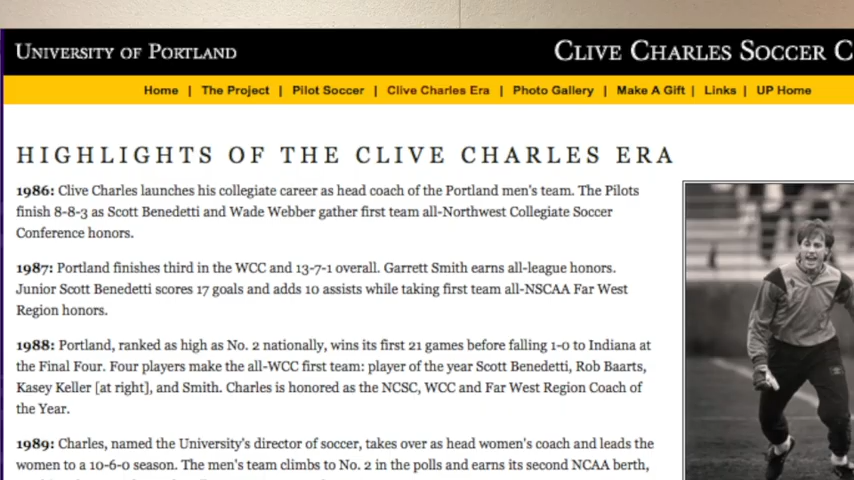 UNIVERSITY OF PORTLAND
CLIVE CHARLES SOCCER C
Home | The Project | Pilot Soccer | Clive Charles Era | Photo Gallery | Make A Gift | Links | UP Home
HIGHLIGHTS OF THE CLIVE CHARLES ERA
1986: Clive Charles launches his collegiate career as head coach of the Portland men's team. The Pilots
finish 8-8-3 as Scott Benedetti and Wade Webber gather first team all-Northwest Collegiate Soccer
Conference honors.
1987: Portland finishes third in the WCC and 13-7-1 overall. Garrett Smith earns all-league honors.
Junior Scott Benedetti scores 17 goals and adds 10 assists while taking first team all-NSCAA Far West
Region honors.
1988: Portland, ranked as high as No. 2 nationally, wins its first 21 games before falling 1-0 to Indiana at
the Final Four. Four players make the all-WCC first team: player of the year Scott Benedetti, Rob Baarts,
Kasey Keller [at right], and Smith. Charles is honored as the NCSC, WCC and Far West Region Coach of
the Year.
1989: Charles, named the University's director of soccer, takes over as head women's coach and leads the
women to a 10-6-0 season. The men's team climbs to No. 2 in the polls and earns its second NCAA berth,